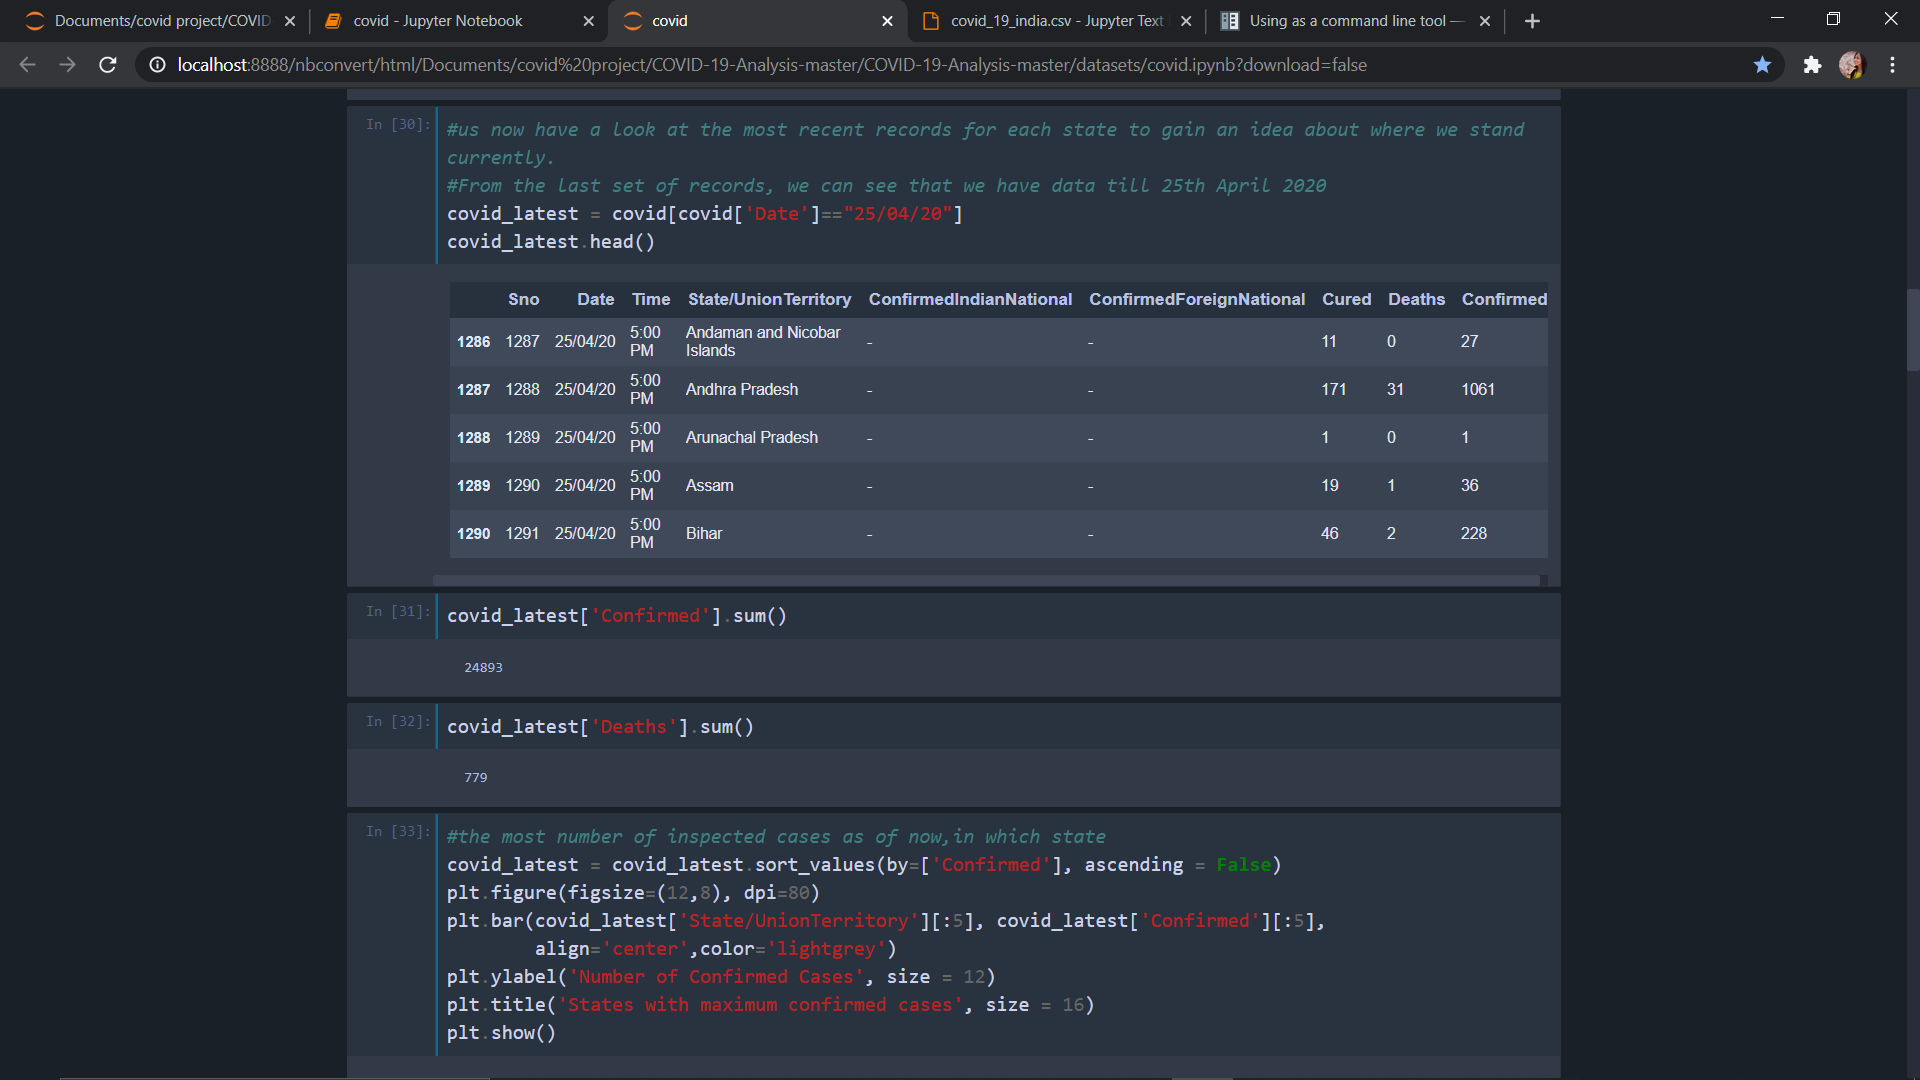 Documents/covid project/COVID
covid - Jupyter Notebook
covid
covid_19_india.csv - Jupyter Text
Using as a command line tool —
localhost:8888/nbconvert/html/Documents/covid%20project/COVID-19-Analysis-master/COVID-19-Analysis-master/datasets/covid.ipynb?download=false
In [30]:
#us now have a look at the most recent records for each state to gain an idea about where we stand
currently.
#From the last set of records, we can see that we have data till 25th April 2020
covid_latest = covid[covid['Date']=="25/04/20"]
covid_latest.head()
Sno Date Time State/UnionTerritory ConfirmedIndianNational ConfirmedForeignNational Cured Deaths Confirmed
1286 1287 25/04/20 5:00 PM Andaman and Nicobar Islands - - 11 0 27
1287 1288 25/04/20 5:00 PM Andhra Pradesh - - 171 31 1061
1288 1289 25/04/20 5:00 PM Arunachal Pradesh - - 1 0 1
1289 1290 25/04/20 5:00 PM Assam - - 19 1 36
1290 1291 25/04/20 5:00 PM Bihar - - 46 2 228
In [31]:
covid_latest['Confirmed'].sum()
24893
In [32]:
covid_latest['Deaths'].sum()
779
In [33]:
#the most number of inspected cases as of now,in which state
covid_latest = covid_latest.sort_values(by=['Confirmed'], ascending = False)
plt.figure(figsize=(12,8), dpi=80)
plt.bar(covid_latest['State/UnionTerritory'][:5], covid_latest['Confirmed'][:5],
align='center',color='lightgrey')
plt.ylabel('Number of Confirmed Cases', size = 12)
plt.title('States with maximum confirmed cases', size = 16)
plt.show()